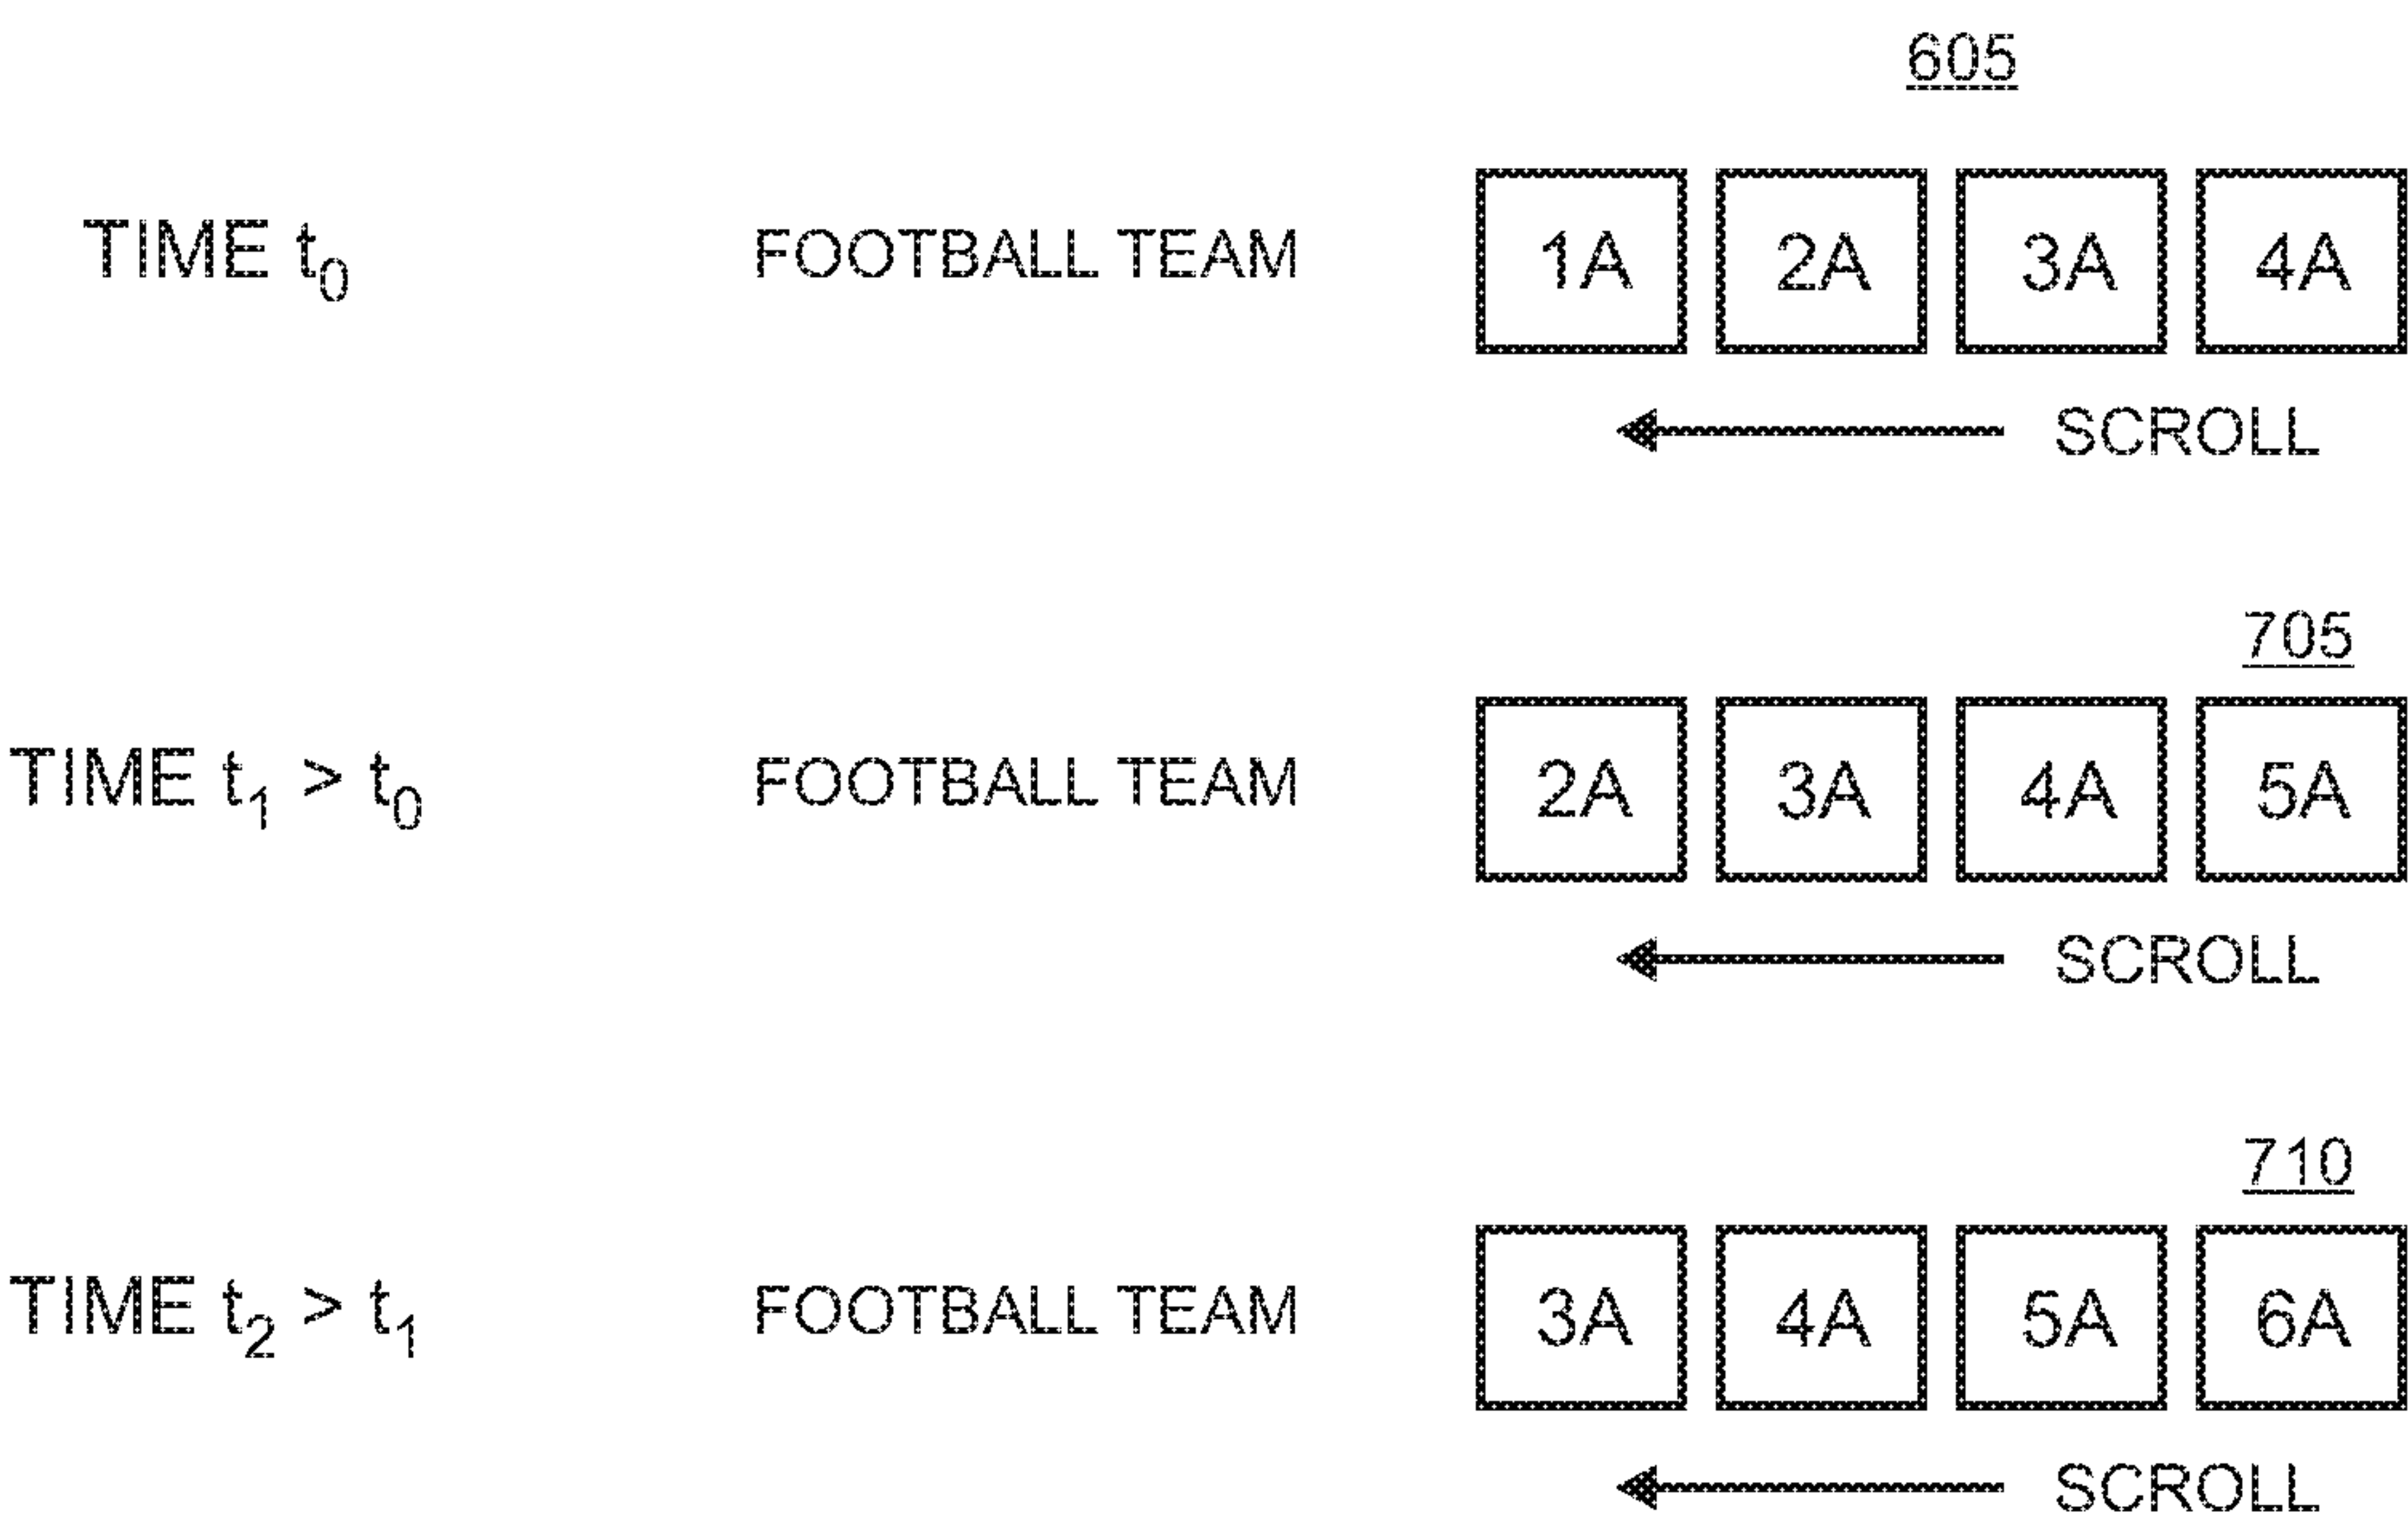 605
TIME t0 FOOTBALL TEAM 1A 2A 3A 4A
SCROLL
705
TIME t1 > t0 FOOTBALL TEAM 2A 3A 4A 5A
SCROLL
710
TIME t2 > t1 FOOTBALL TEAM 3A 4A 5A 6A
SCROLL